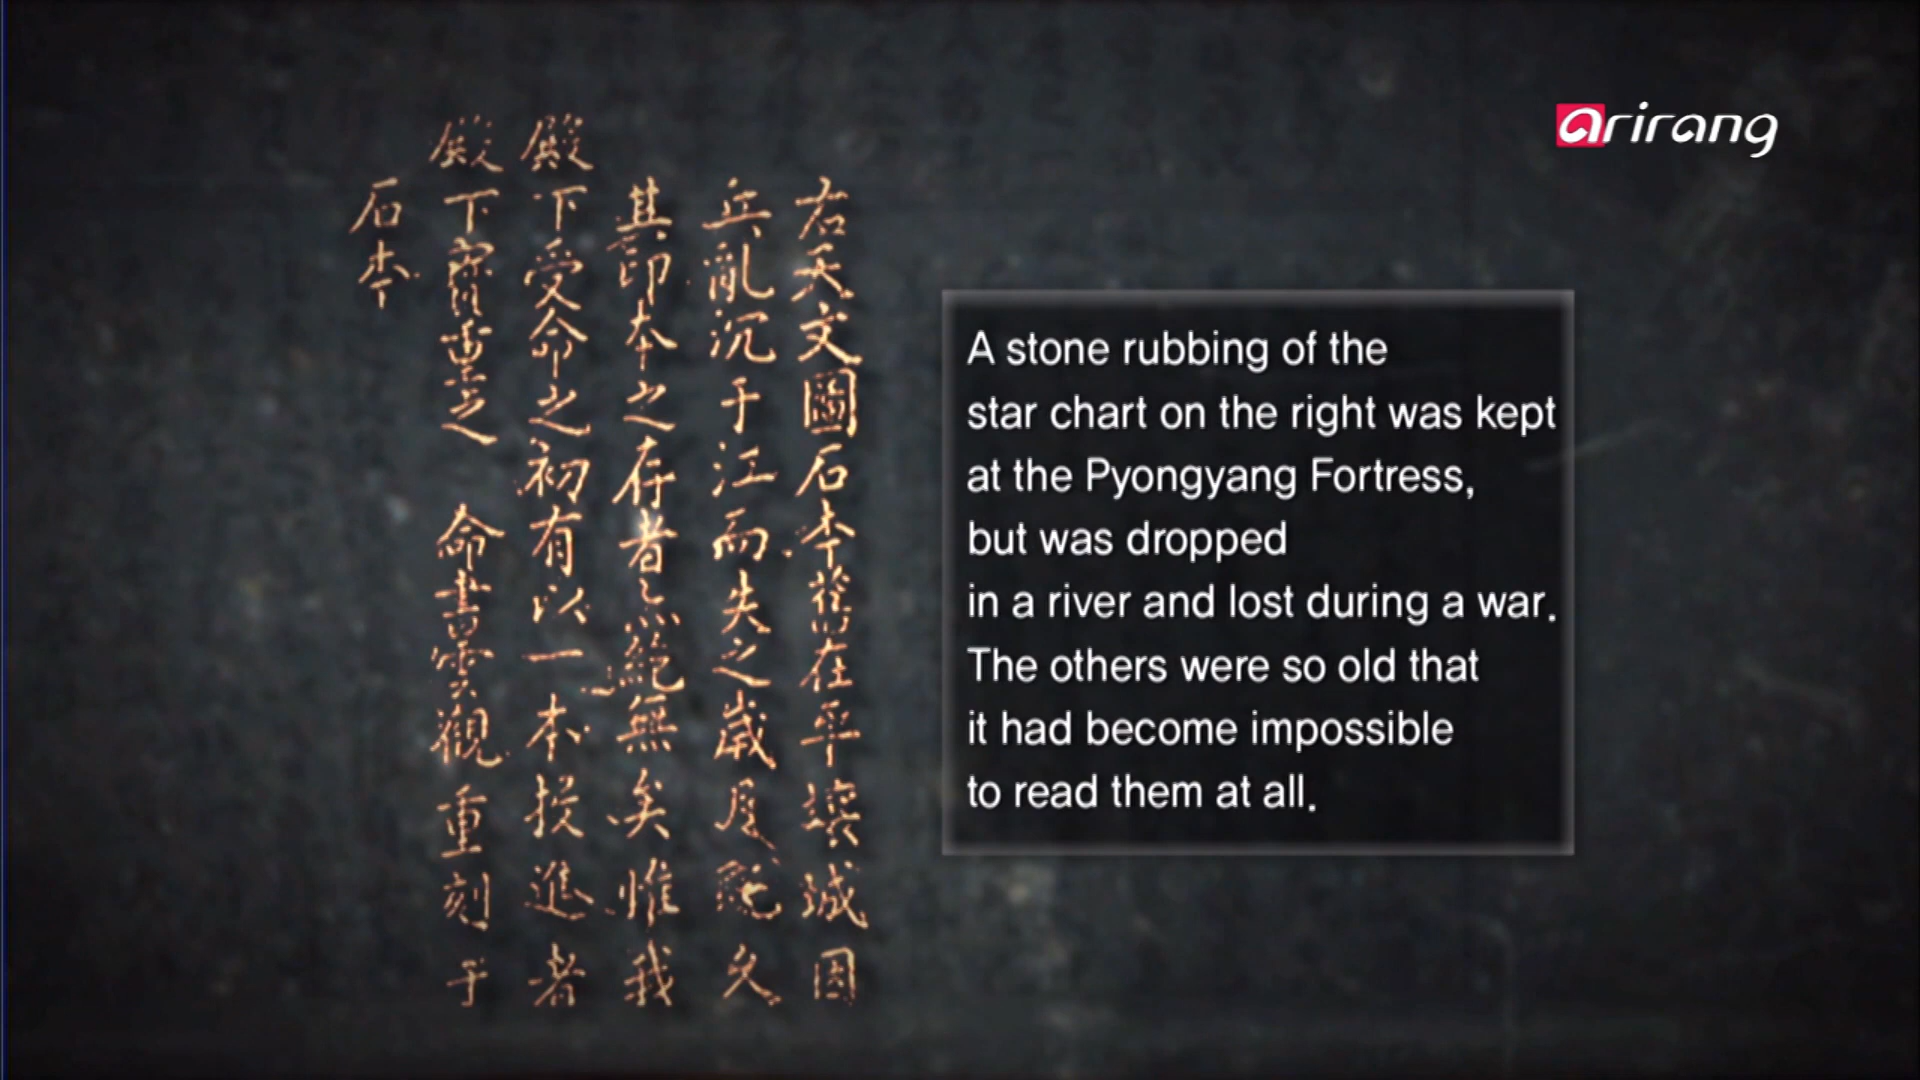 右天文圖石本舊在平壤城因
兵亂沉于江而失之歲月旣久
其印本之存者亦絶無矣惟我
殿下受命之初有以一本投進者
殿下寶重之 命書雲觀重刻于
石本
arirang
A stone rubbing of the
star chart on the right was kept
at the Pyongyang Fortress,
but was dropped
in a river and lost during a war.
The others were so old that
it had become impossible
to read them at all.